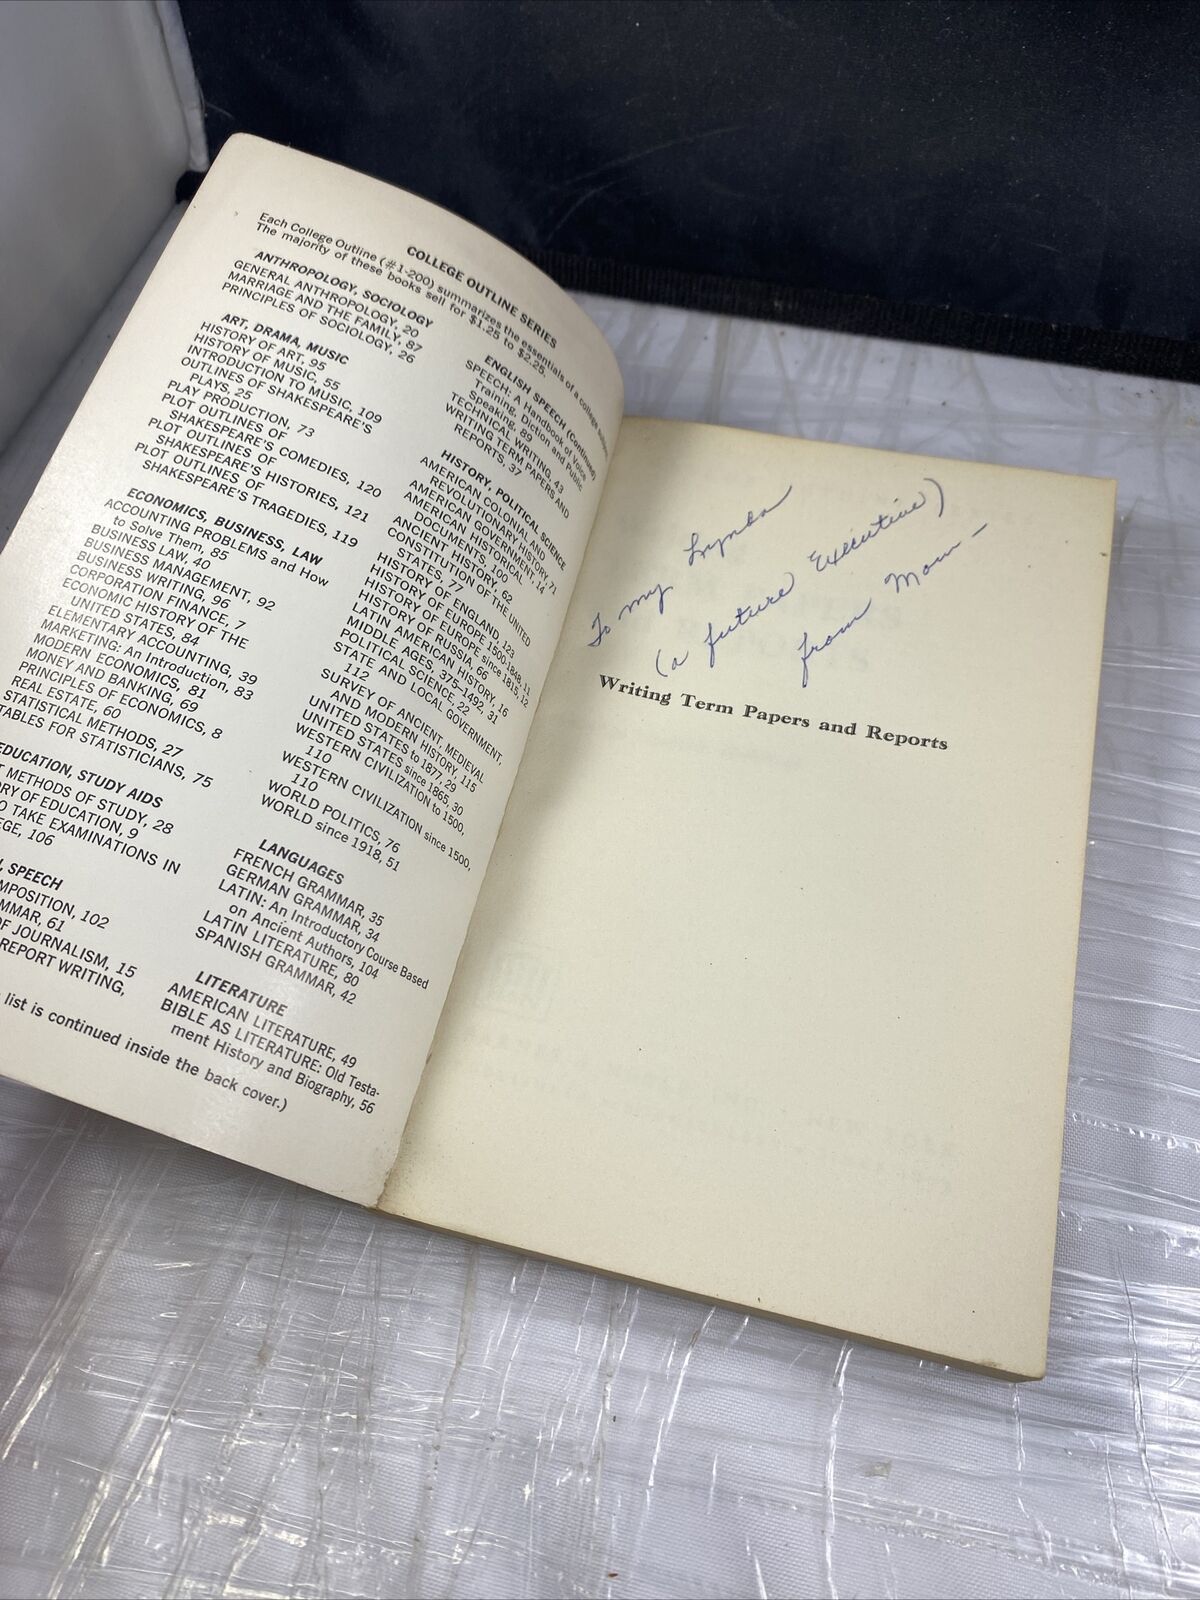 COLLEGE OUTLINE SERIES
Each College Outline (#1-200) summarizes the essentials of a college subject.
The majority of these books sell for $1.25 to $2.25.
ANTHROPOLOGY, SOCIOLOGY
GENERAL ANTHROPOLOGY, 20
MARRIAGE AND THE FAMILY, 87
PRINCIPLES OF SOCIOLOGY, 26
ART, DRAMA, MUSIC
HISTORY OF ART, 95
HISTORY OF MUSIC, 55
INTRODUCTION TO MUSIC, 109
OUTLINES OF SHAKESPEARE'S
PLAYS, 25
PLAY PRODUCTION, 73
PLOT OUTLINES OF
SHAKESPEARE'S COMEDIES, 120
PLOT OUTLINES OF
SHAKESPEARE'S HISTORIES, 121
PLOT OUTLINES OF
SHAKESPEARE'S TRAGEDIES, 119
ECONOMICS, BUSINESS, LAW
ACCOUNTING PROBLEMS and How
to Solve Them, 85
BUSINESS LAW, 40
BUSINESS MANAGEMENT, 92
BUSINESS WRITING, 96
CORPORATION FINANCE, 7
ECONOMIC HISTORY OF THE
UNITED STATES, 84
ELEMENTARY ACCOUNTING, 39
MARKETING: An Introduction, 83
MODERN ECONOMICS, 81
MONEY AND BANKING, 69
PRINCIPLES OF ECONOMICS, 8
REAL ESTATE, 60
STATISTICAL METHODS, 27
TABLES FOR STATISTICIANS, 75
EDUCATION, STUDY AIDS
METHODS OF STUDY, 28
OF EDUCATION, 9
TAKE EXAMINATIONS IN
106
SPEECH
102
61
OF JOURNALISM, 15
REPORT WRITING,
ENGLISH SPEECH (Continued)
SPEECH: A Handbook of Voice
Training, Diction and Public
Speaking, 89
TECHNICAL WRITING, 43
WRITING TERM PAPERS AND
REPORTS, 37
HISTORY, POLITICAL SCIENCE
AMERICAN COLONIAL AND
REVOLUTIONARY HISTORY, 71
AMERICAN GOVERNMENT, 14
AMERICAN HISTORICAL
DOCUMENTS, 100
ANCIENT HISTORY, 62
CONSTITUTION OF THE UNITED
STATES, 77
HISTORY OF ENGLAND, 123
HISTORY OF EUROPE 1500-1848, 11
HISTORY OF EUROPE since 1815, 12
HISTORY OF RUSSIA, 66
LATIN AMERICAN HISTORY, 16
MIDDLE AGES, 375-1492, 31
POLITICAL SCIENCE, 22
STATE AND LOCAL GOVERNMENT,
112
SURVEY OF ANCIENT, MEDIEVAL
AND MODERN HISTORY, 115
UNITED STATES to 1877, 29
UNITED STATES since 1865, 30
WESTERN CIVILIZATION to 1500,
110
WESTERN CIVILIZATION since 1500,
110
WORLD POLITICS, 76
WORLD since 1918, 51
LANGUAGES
FRENCH GRAMMAR, 35
GERMAN GRAMMAR, 34
LATIN: An Introductory Course Based
on Ancient Authors, 104
LATIN LITERATURE, 80
SPANISH GRAMMAR, 42
LITERATURE
AMERICAN LITERATURE, 49
BIBLE AS LITERATURE: Old Testa-
ment History and Biography, 56
list is continued inside the back cover.)
To my Lynda
(a future Executive)
from Mom –
Writing Term Papers and Reports